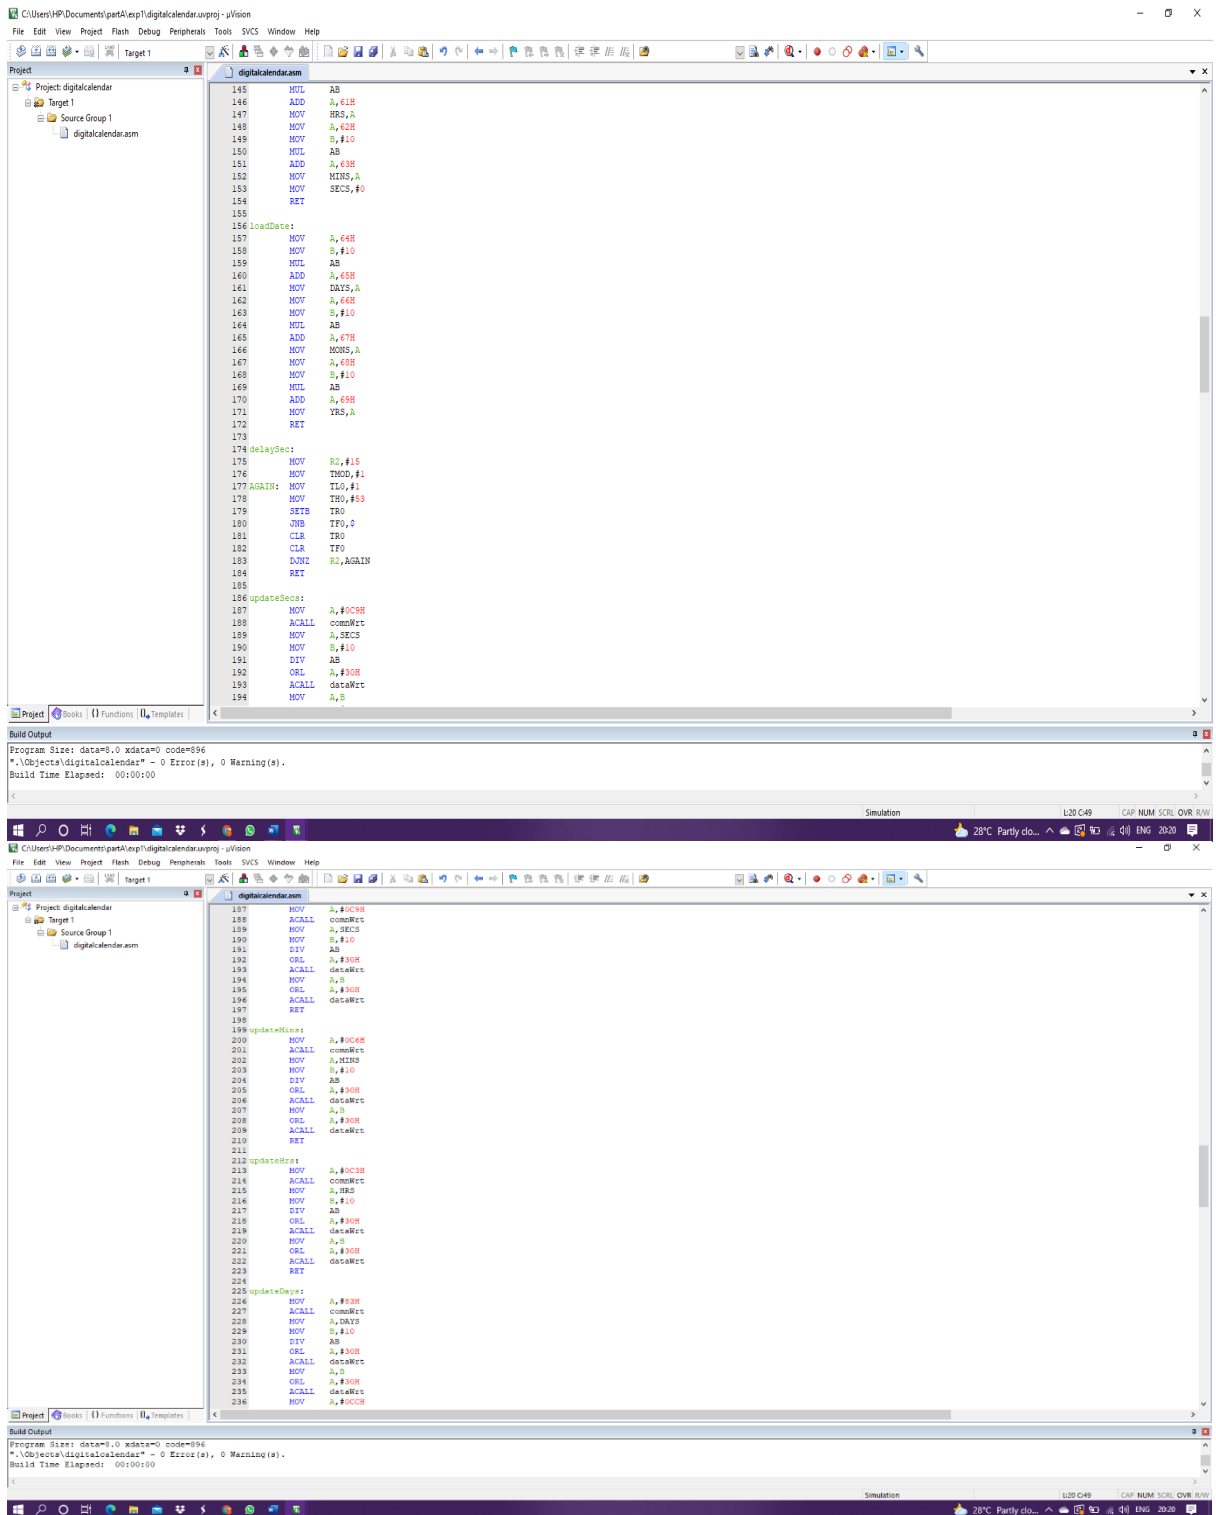 C:\Users\HP\Documents\partA\exp1\digitalcalendar.uvproj - µVision
File Edit View Project Flash Debug Peripherals Tools SVCS Window Help
Target 1
Project
digitalcalendar.asm
Project: digitalcalendar
Target 1
Source Group 1
digitalcalendar.asm
145 MUL AB
146 ADD A,61H
147 MOV HRS,A
148 MOV A,62H
149 MOV B,#10
150 MUL AB
151 ADD A,63H
152 MOV MINS,A
153 MOV SECS,#0
154 RET
155
156 loadDate:
157 MOV A,64H
158 MOV B,#10
159 MUL AB
160 ADD A,65H
161 MOV DAYS,A
162 MOV A,66H
163 MOV B,#10
164 MUL AB
165 ADD A,67H
166 MOV MONS,A
167 MOV A,68H
168 MOV B,#10
169 MUL AB
170 ADD A,69H
171 MOV YRS,A
172 RET
173
174 delaySec:
175 MOV R2,#15
176 MOV TMOD,#1
177 AGAIN: MOV TL0,#1
178 MOV TH0,#83
179 SETB TR0
180 JNB TF0,$
181 CLR TR0
182 CLR TF0
183 DJNZ R2,AGAIN
184 RET
185
186 updateSecs:
187 MOV A,#0C9H
188 ACALL comnWrt
189 MOV A,SECS
190 MOV B,#10
191 DIV AB
192 ORL A,#30H
193 ACALL dataWrt
194 MOV A,B
Project Books {} Functions Templates
Build Output
Program Size: data=8.0 xdata=0 code=896
".\Objects\digitalcalendar" - 0 Error(s), 0 Warning(s).
Build Time Elapsed: 00:00:00
Simulation L:20 C:49 CAP NUM SCRL OVR R/W
28°C Partly clo... ENG 20:20
C:\Users\HP\Documents\partA\exp1\digitalcalendar.uvproj - µVision
File Edit View Project Flash Debug Peripherals Tools SVCS Window Help
Target 1
Project
digitalcalendar.asm
Project: digitalcalendar
Target 1
Source Group 1
digitalcalendar.asm
187 MOV A,#0C9H
188 ACALL comnWrt
189 MOV A,SECS
190 MOV B,#10
191 DIV AB
192 ORL A,#30H
193 ACALL dataWrt
194 MOV A,B
195 ORL A,#30H
196 ACALL dataWrt
197 RET
198
199 updateMins:
200 MOV A,#0C6H
201 ACALL comnWrt
202 MOV A,MINS
203 MOV B,#10
204 DIV AB
205 ORL A,#30H
206 ACALL dataWrt
207 MOV A,B
208 ORL A,#30H
209 ACALL dataWrt
210 RET
211
212 updateHrs:
213 MOV A,#0C3H
214 ACALL comnWrt
215 MOV A,HRS
216 MOV B,#10
217 DIV AB
218 ORL A,#30H
219 ACALL dataWrt
220 MOV A,B
221 ORL A,#30H
222 ACALL dataWrt
223 RET
224
225 updateDays:
226 MOV A,#83H
227 ACALL comnWrt
228 MOV A,DAYS
229 MOV B,#10
230 DIV AB
231 ORL A,#30H
232 ACALL dataWrt
233 MOV A,B
234 ORL A,#30H
235 ACALL dataWrt
236 MOV A,#0CCH
Project Books {} Functions Templates
Build Output
Program Size: data=8.0 xdata=0 code=896
".\Objects\digitalcalendar" - 0 Error(s), 0 Warning(s).
Build Time Elapsed: 00:00:00
Simulation L:20 C:49 CAP NUM SCRL OVR R/W
28°C Partly clo... ENG 20:20